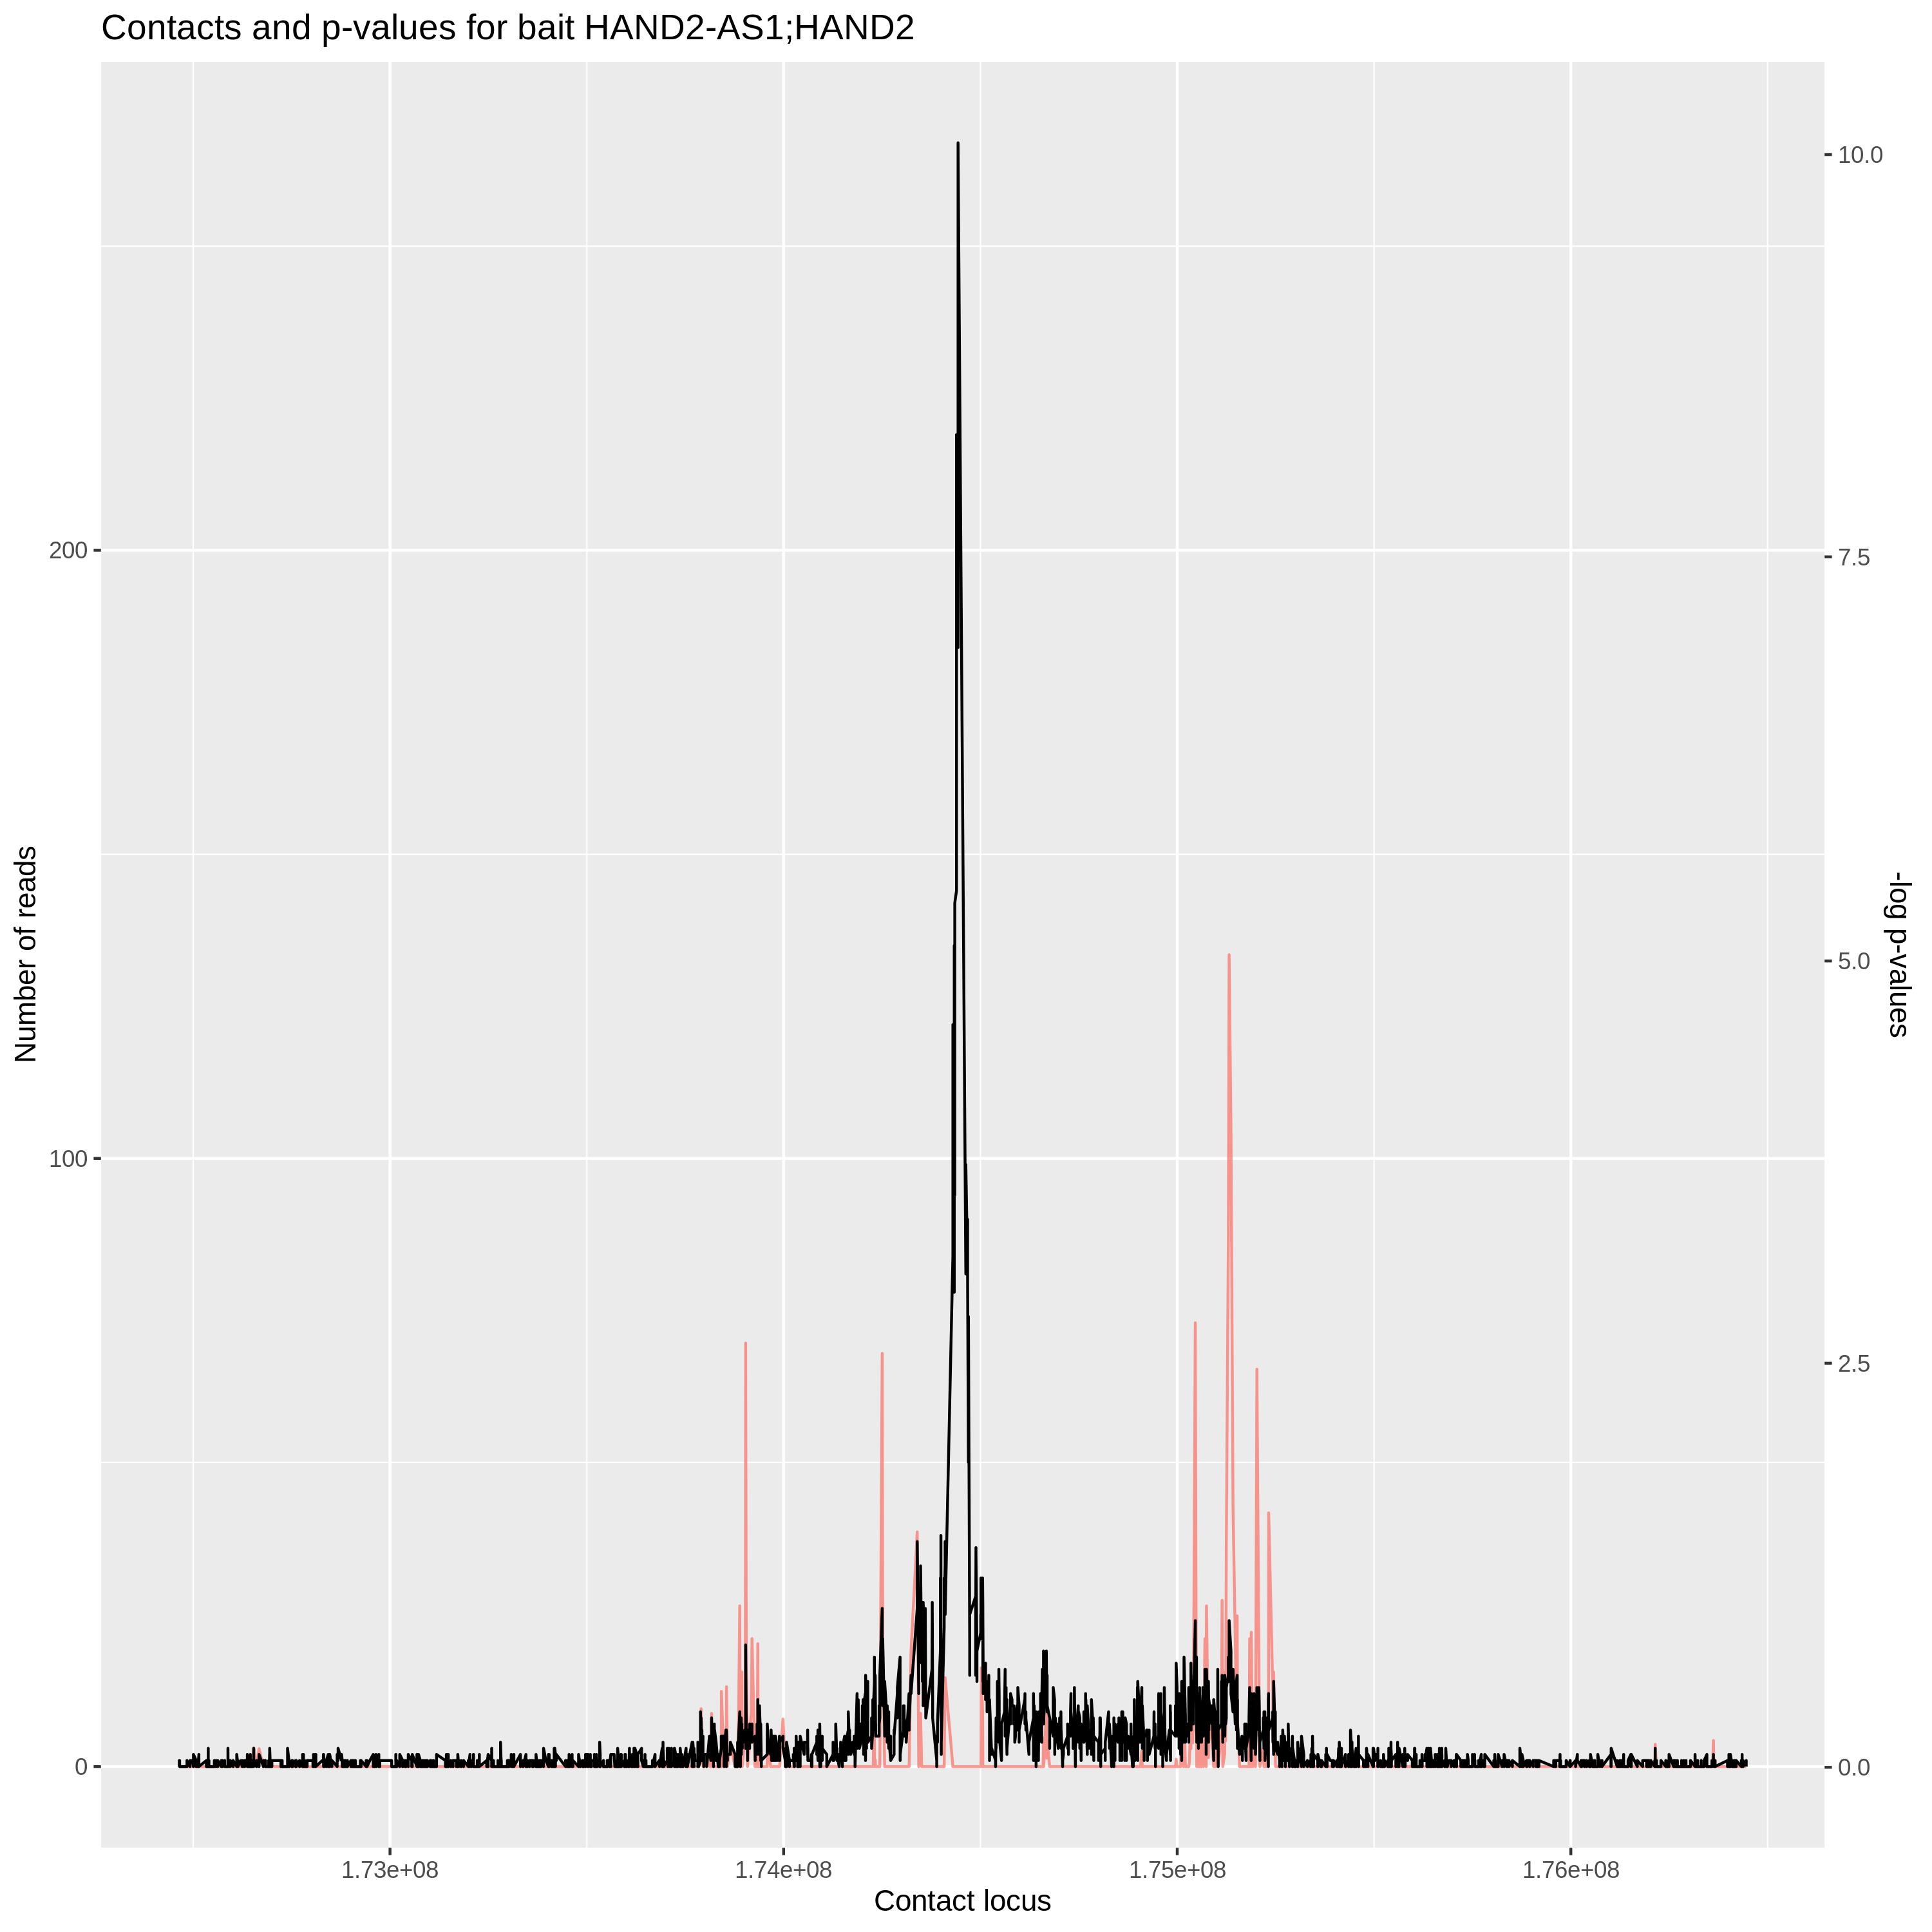 Contacts and p-values for bait HAND2-AS1;HAND2
10.0
200
7.5
Number of reads
-log p-values
5.0
100
2.5
0
0.0
1.73e+08 1.74e+08 1.75e+08 1.76e+08
Contact locus